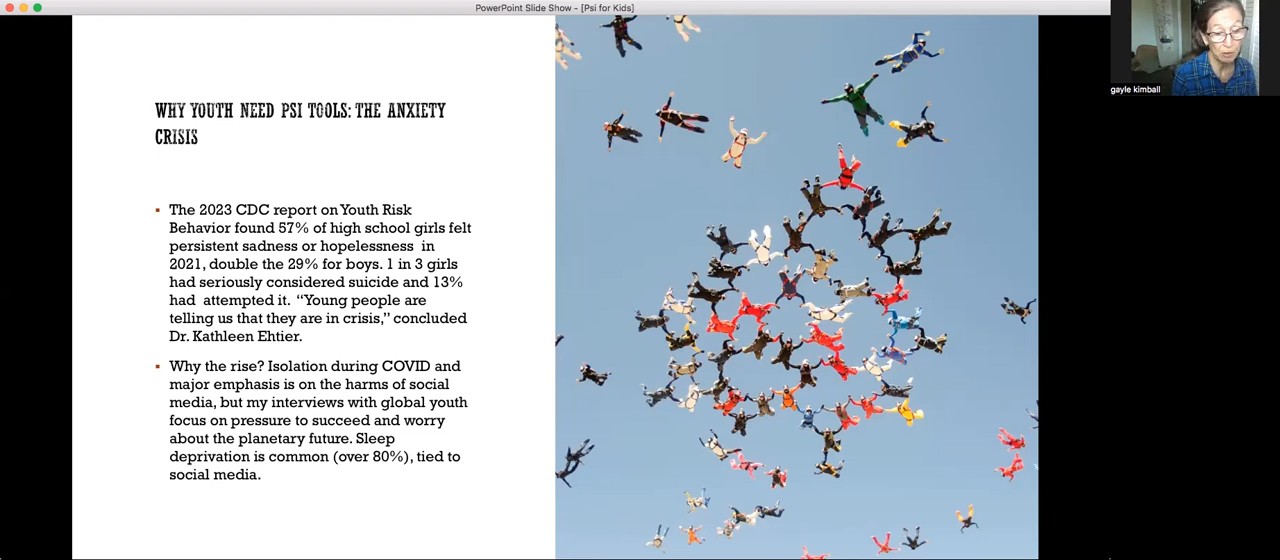 PowerPoint Slide Show - [Psi for Kids]
WHY YOUTH NEED PSI TOOLS: THE ANXIETY
CRISIS
▪ The 2023 CDC report on Youth Risk
Behavior found 57% of high school girls felt
persistent sadness or hopelessness in
2021, double the 29% for boys. 1 in 3 girls
had seriously considered suicide and 13%
had attempted it. “Young people are
telling us that they are in crisis,” concluded
Dr. Kathleen Ehtier.
▪ Why the rise? Isolation during COVID and
major emphasis is on the harms of social
media, but my interviews with global youth
focus on pressure to succeed and worry
about the planetary future. Sleep
deprivation is common (over 80%), tied to
social media.
gayle kimball